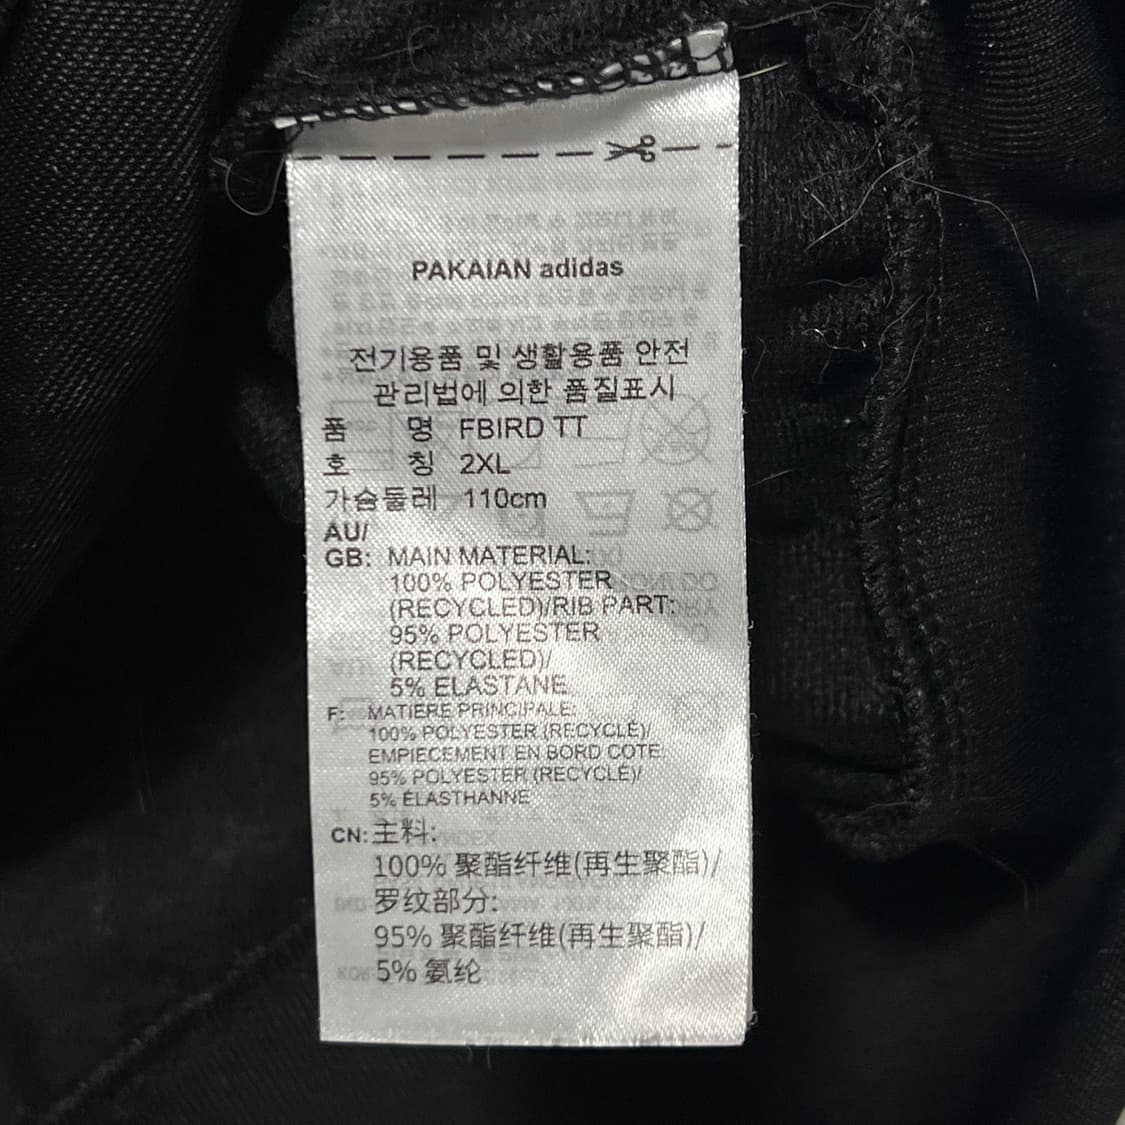 PAKAIAN adidas
전기용품 및 생활용품 안전
관리법에 의한 품질표시
품 명 FBIRD TT
호 칭 2XL
가슴둘레 110cm
AU/
GB: MAIN MATERIAL:
100% POLYESTER
(RECYCLED)/RIB PART:
95% POLYESTER
(RECYCLED)/
5% ELASTANE
F: MATIERE PRINCIPALE:
100% POLYESTER (RECYCLÉ)/
EMPIECEMENT EN BORD COTE:
95% POLYESTER (RECYCLÉ)/
5% ÉLASTHANNE
CN: 主料:
100% 聚酯纤维(再生聚酯)/
罗纹部分:
95% 聚酯纤维(再生聚酯)/
5% 氨纶